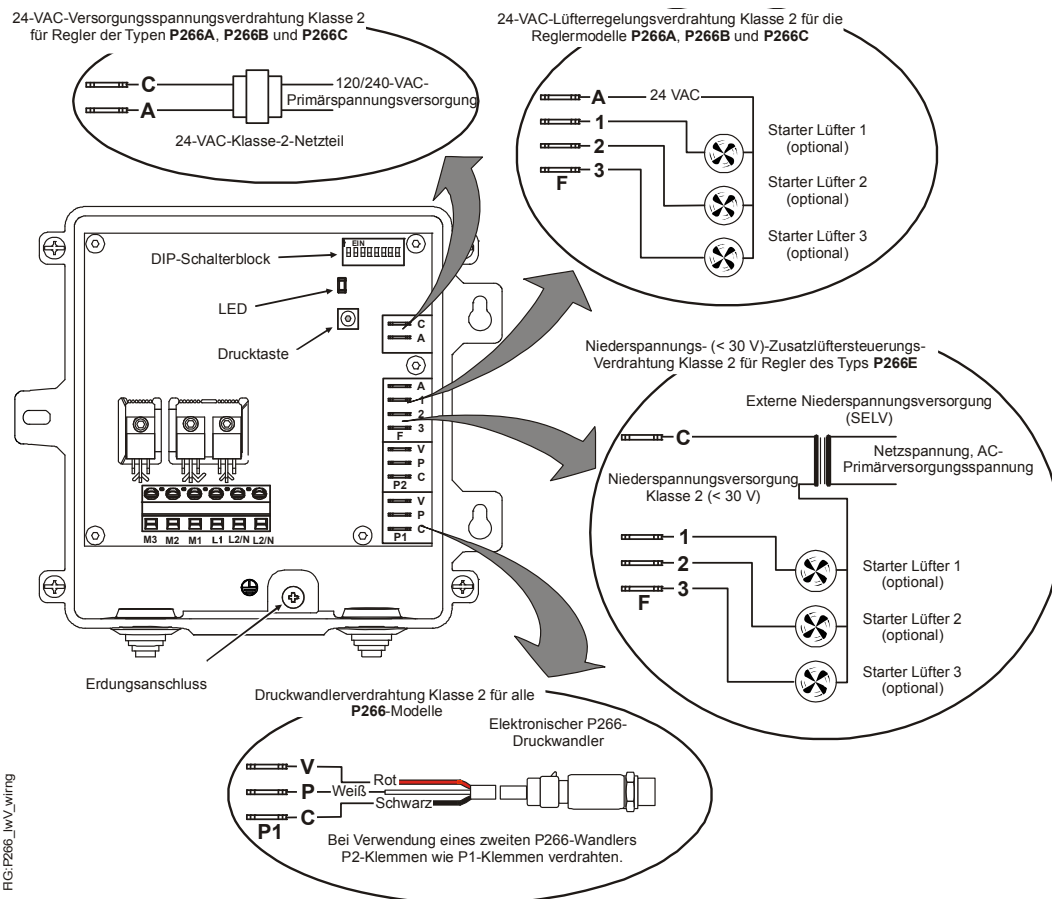 24-VAC-Versorgungsspannungsverdrahtung Klasse 2
für Regler der Typen P266A, P266B und P266C
C
A
120/240-VAC-
Primärspannungsversorgung
24-VAC-Klasse-2-Netzteil
24-VAC-Lüfterregelungsverdrahtung Klasse 2 für die
Reglermodelle P266A, P266B und P266C
A
24 VAC
1
2
3
F
Starter Lüfter 1
(optional)
Starter Lüfter 2
(optional)
Starter Lüfter 3
(optional)
EIN
DIP-Schalterblock
LED
Drucktaste
C
A
A
1
2
3
F
V
P
C
P2
V
P
C
P1
M3 M2 M1 L1 L2/N L2/N
Erdungsanschluss
Niederspannungs- (< 30 V)-Zusatzlüftersteuerungs-
Verdrahtung Klasse 2 für Regler des Typs P266E
Externe Niederspannungsversorgung
(SELV)
C
Netzspannung, AC-
Primärversorgungsspannung
Niederspannungsversorgung
Klasse 2 (< 30 V)
1
2
3
F
Starter Lüfter 1
(optional)
Starter Lüfter 2
(optional)
Starter Lüfter 3
(optional)
Druckwandlerverdrahtung Klasse 2 für alle
P266-Modelle
Elektronischer P266-
Druckwandler
V
Rot
P
Weiß
Schwarz
C
P1
Bei Verwendung eines zweiten P266-Wandlers
P2-Klemmen wie P1-Klemmen verdrahten.
FIG:P266_lwV_wirng